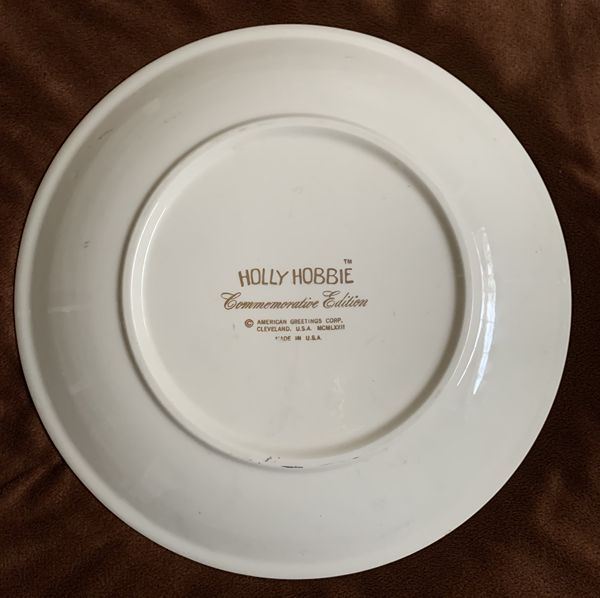 HOLLY HOBBIE™
Commemorative Edition
© AMERICAN GREETINGS CORP.
CLEVELAND, U.S.A. MCMLXXII
MADE IN U.S.A.